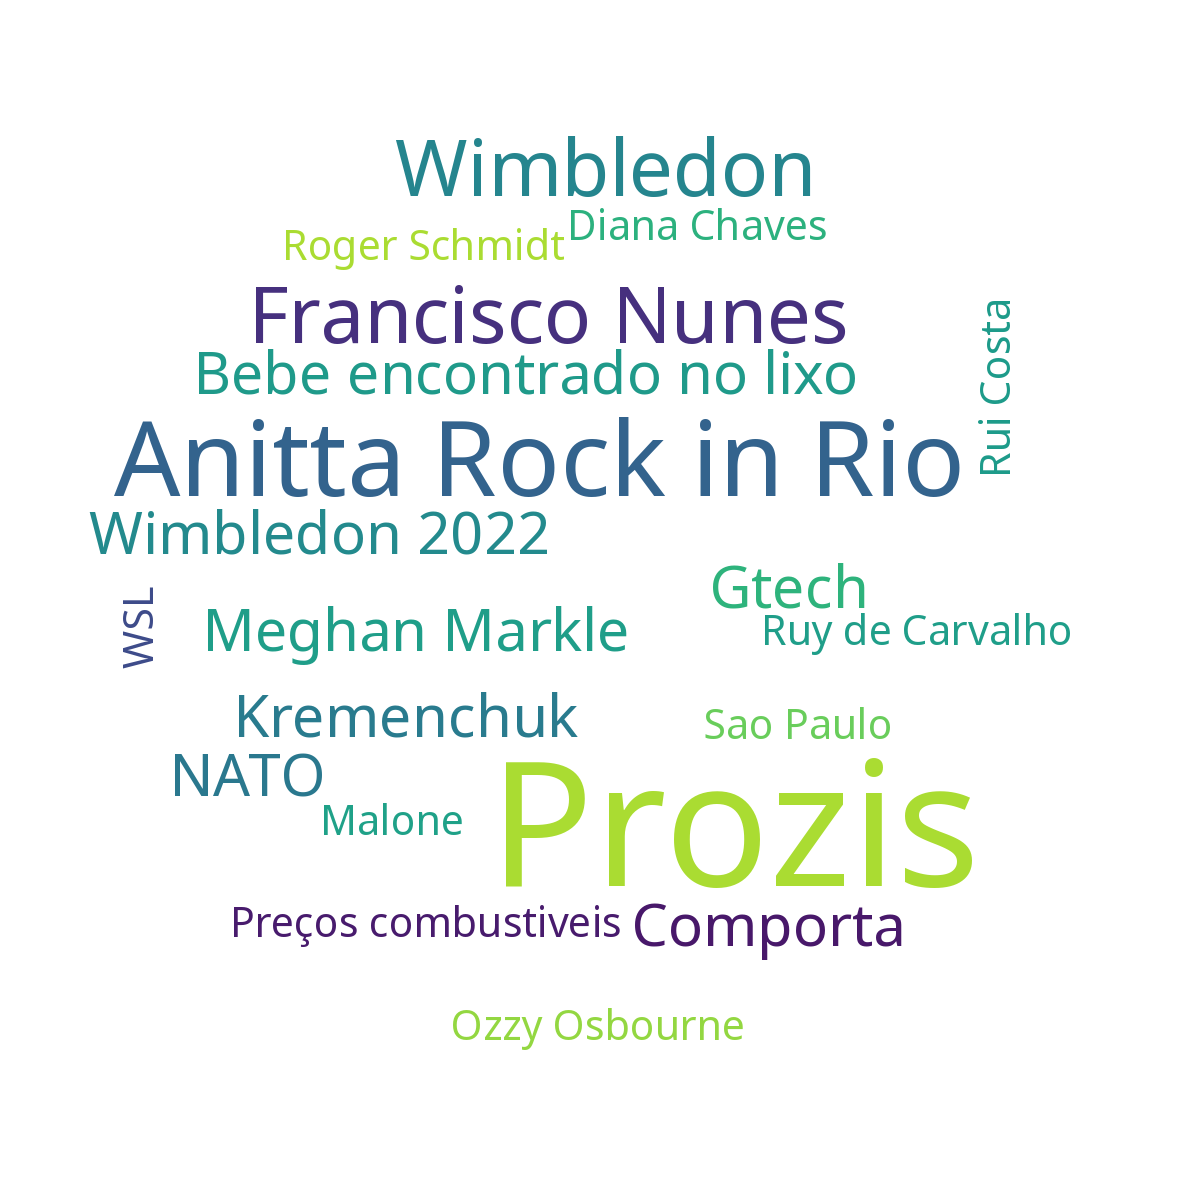 Wimbledon
Diana Chaves
Roger Schmidt
Francisco Nunes
Rui Costa
Bebe encontrado no lixo
Anitta Rock in Rio
Wimbledon 2022
Gtech
WSL
Meghan Markle
Ruy de Carvalho
Kremenchuk
Sao Paulo
NATO
Malone
Prozis
Preços combustiveis
Comporta
Ozzy Osbourne